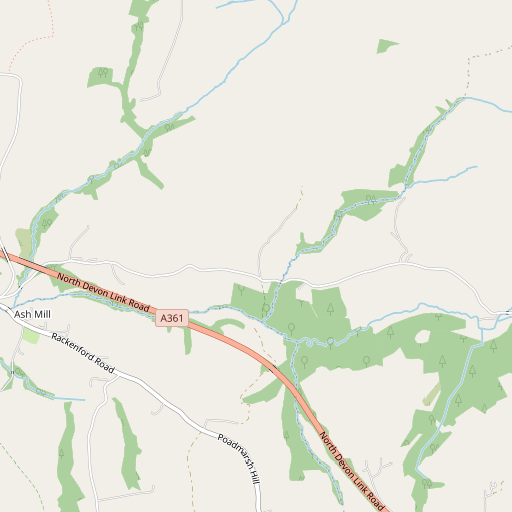 North Devon Link Road
Ash Mill
A361
Rackenford Road
Poadmarsh Hill
North Devon Link Road